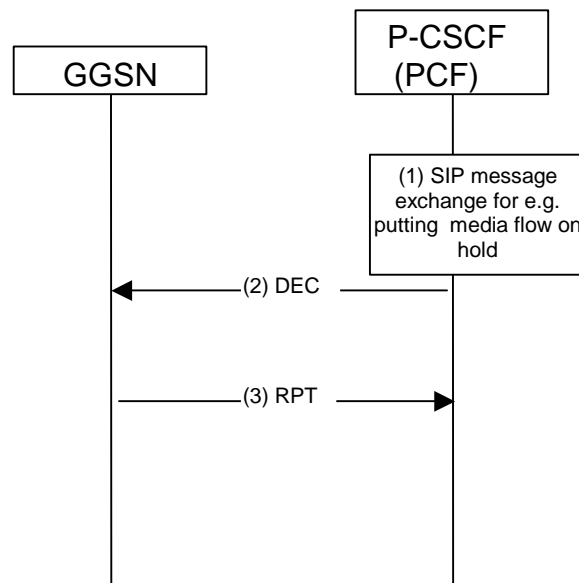 GGSN
P-CSCF
(PCF)
(1) SIP message
exchange for e.g.
putting media flow on
hold
(2) DEC
(3) RPT